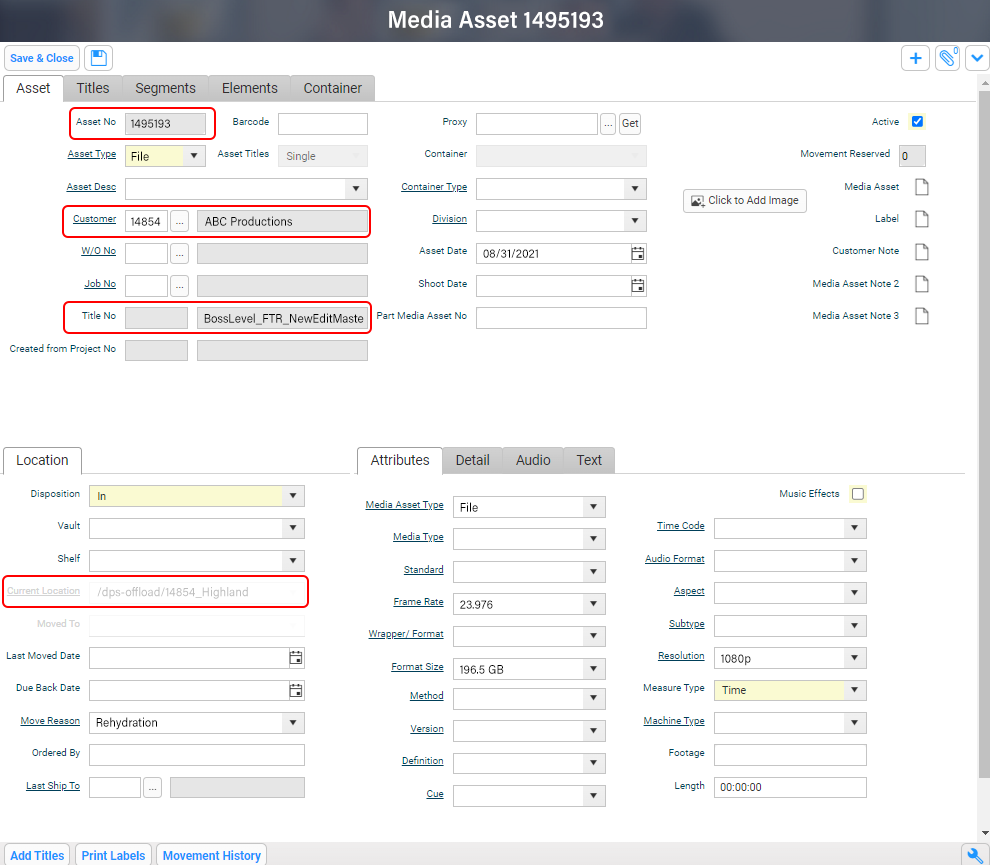 Media Asset 1495193
Save & Close
0
Asset Titles Segments Elements Container
Asset No 1495193 Barcode Proxy ... Get Active
Asset Type File Asset Titles Single Container Movement Reserved 0
Asset Desc Container Type Click to Add Image Media Asset
Customer 14854 ... ABC Productions Division Label
W/O No ... Asset Date 08/31/2021 Customer Note
Job No ... Shoot Date Media Asset Note 2
Title No BossLevel_FTR_NewEditMaste Part Media Asset No Media Asset Note 3
Created from Project No
Location Attributes Detail Audio Text
Disposition In Media Asset Type File Music Effects
Vault Media Type Time Code
Shelf Standard Audio Format
Current Location /dps-offload/14854_Highland Frame Rate 23.976 Aspect
Moved To Wrapper/ Format Subtype
Last Moved Date Format Size 196.5 GB Resolution 1080p
Due Back Date Method Measure Type Time
Move Reason Rehydration Version Machine Type
Ordered By Definition Footage
Last Ship To ... Cue Length 00:00:00
Add Titles Print Labels Movement History